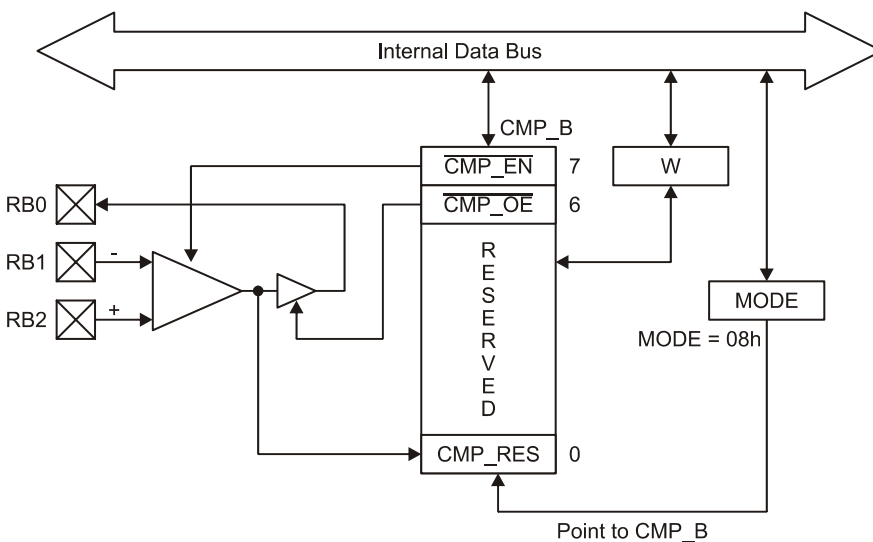 Internal Data Bus
CMP_B
CMP_EN 7
W
RB0
CMP_OE 6
RB1 -
RB2 +
R
E
S
E
R
V
E
D
MODE
MODE = 08h
CMP_RES 0
Point to CMP_B